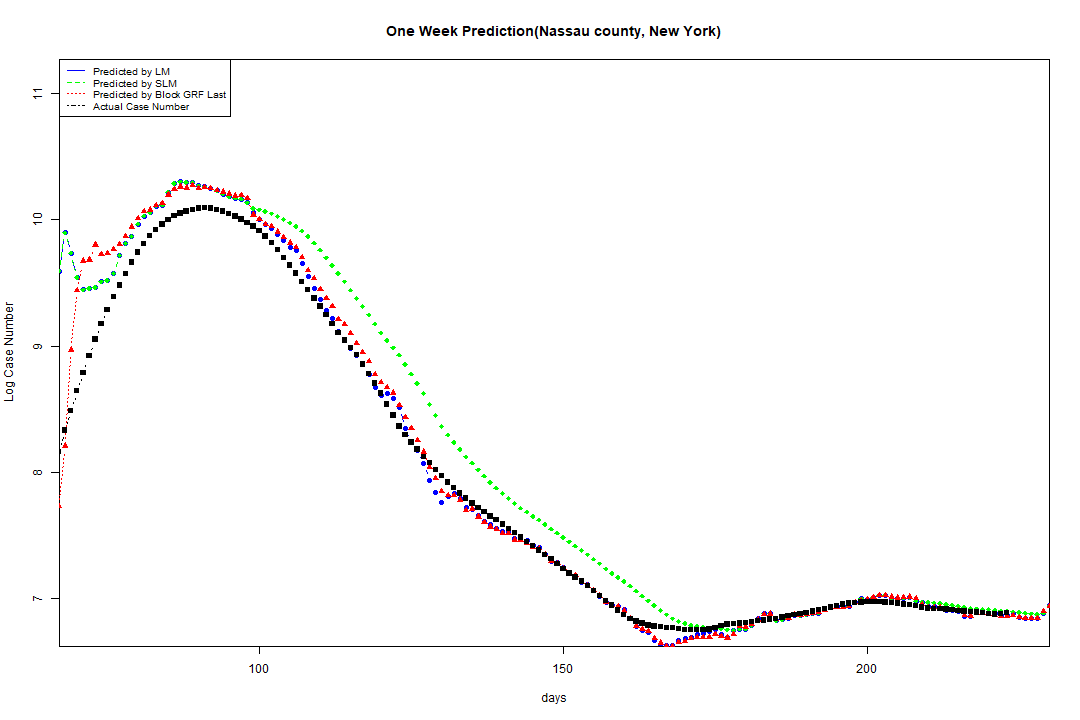 One Week Prediction(Nassau county, New York)
Predicted by LM
Predicted by SLM
Predicted by Block GRF Last
Actual Case Number
11
10
9
8
7
Log Case Number
100
150
200
days